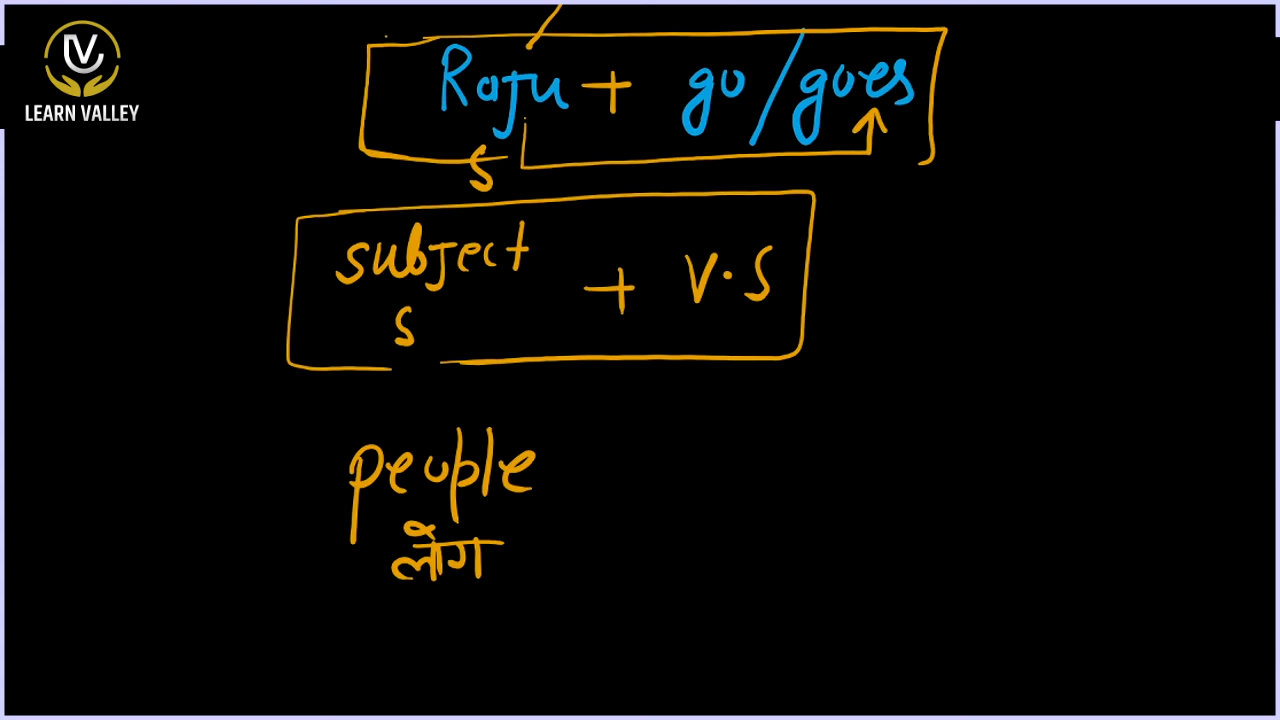 LEARN VALLEY
Raju + go/goes
S
subject + V.S
S
people
लोग